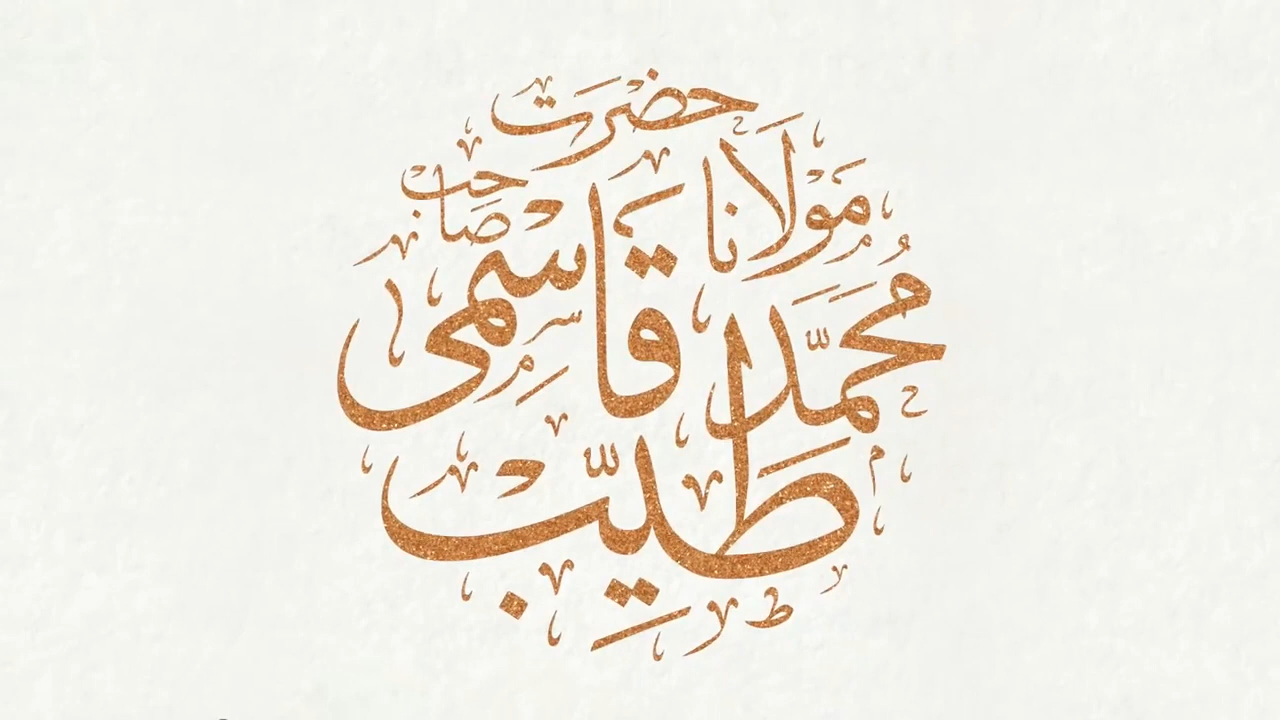 حضرت
مولانا
محمد طیب
قاسمی
صاحب